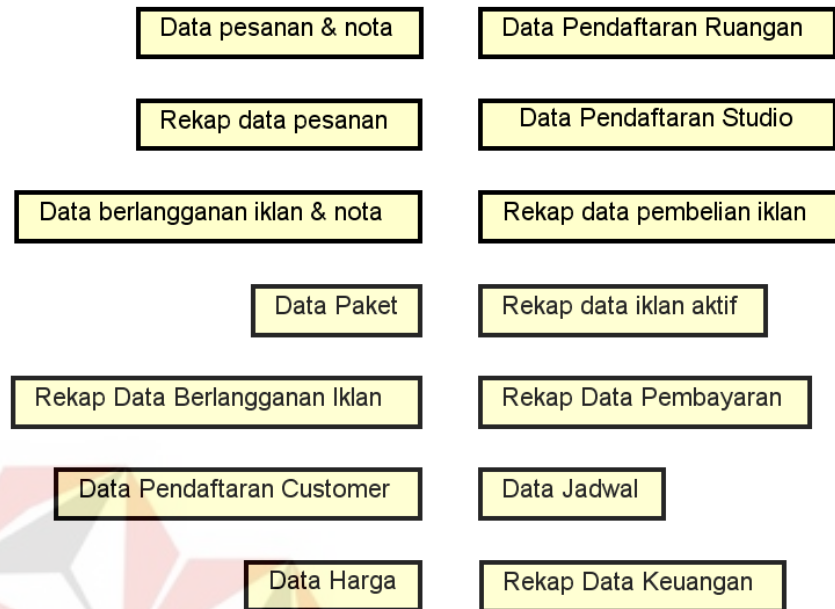 Data pesanan & nota
Data Pendaftaran Ruangan
Rekap data pesanan
Data Pendaftaran Studio
Data berlangganan iklan & nota
Rekap data pembelian iklan
Data Paket
Rekap data iklan aktif
Rekap Data Berlangganan Iklan
Rekap Data Pembayaran
Data Pendaftaran Customer
Data Jadwal
Data Harga
Rekap Data Keuangan